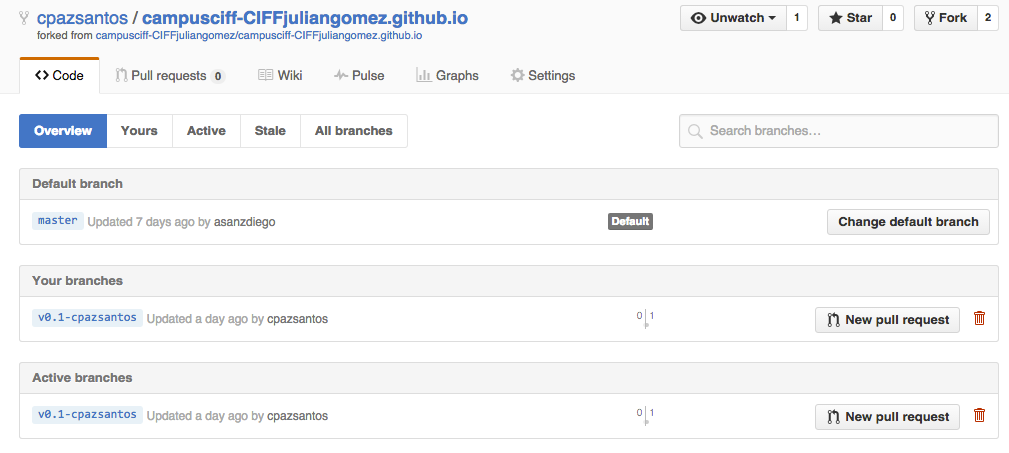 cpazsantos / campusciff-CIFFjuliangomez.github.io
Unwatch 1 Star 0 Fork 2
forked from campusciff-CIFFjuliangomez/campusciff-CIFFjuliangomez.github.io
Code Pull requests 0 Wiki Pulse Graphs Settings
Overview Yours Active Stale All branches Search branches...
Default branch
master Updated 7 days ago by asanzdiego Default Change default branch
Your branches
v0.1-cpazsantos Updated a day ago by cpazsantos 0 1 New pull request
Active branches
v0.1-cpazsantos Updated a day ago by cpazsantos 0 1 New pull request